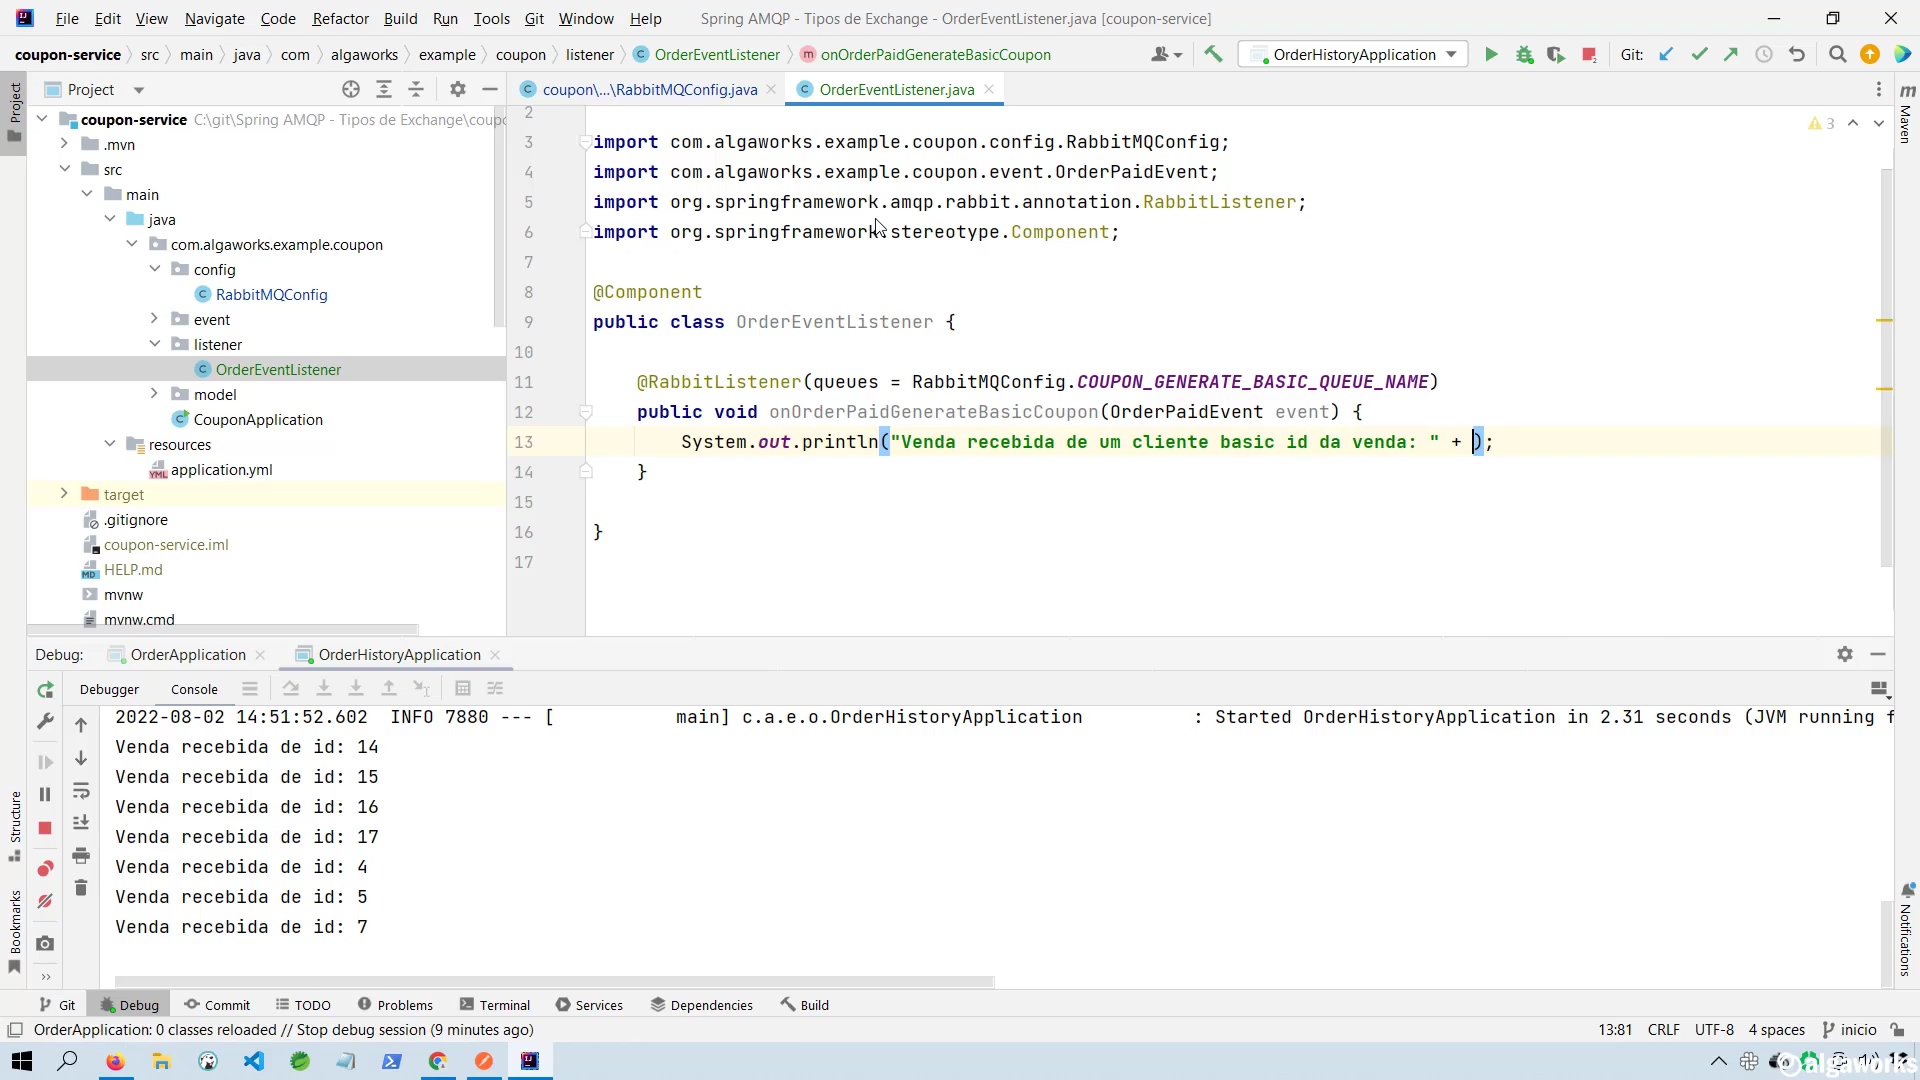 File Edit View Navigate Code Refactor Build Run Tools Git Window Help Spring AMQP - Tipos de Exchange - OrderEventListener.java [coupon-service]
coupon-service src main java com algaworks example coupon listener OrderEventListener onOrderPaidGenerateBasicCoupon OrderHistoryApplication Git:
Project
Project
coupon\...\RabbitMQConfig.java
OrderEventListener.java
Maven
coupon-service C:\git\Spring AMQP - Tipos de Exchange\coupo
.mvn
src
main
java
com.algaworks.example.coupon
config
RabbitMQConfig
event
listener
OrderEventListener
model
CouponApplication
resources
application.yml
target
.gitignore
coupon-service.iml
HELP.md
mvnw
mvnw.cmd
3
2
3 import com.algaworks.example.coupon.config.RabbitMQConfig;
4 import com.algaworks.example.coupon.event.OrderPaidEvent;
5 import org.springframework.amqp.rabbit.annotation.RabbitListener;
6 import org.springframework.stereotype.Component;
7
8 @Component
9 public class OrderEventListener {
10
11 @RabbitListener(queues = RabbitMQConfig.COUPON_GENERATE_BASIC_QUEUE_NAME)
12 public void onOrderPaidGenerateBasicCoupon(OrderPaidEvent event) {
13 System.out.println("Venda recebida de um cliente basic id da venda: " + );
14 }
15
16 }
17
Debug: OrderApplication OrderHistoryApplication
Debugger Console
2022-08-02 14:51:52.602 INFO 7880 --- [ main] c.a.e.o.OrderHistoryApplication : Started OrderHistoryApplication in 2.31 seconds (JVM running f
Venda recebida de id: 14
Venda recebida de id: 15
Venda recebida de id: 16
Venda recebida de id: 17
Venda recebida de id: 4
Venda recebida de id: 5
Venda recebida de id: 7
Structure
Bookmarks
Notifications
Git Debug Commit TODO Problems Terminal Services Dependencies Build
OrderApplication: 0 classes reloaded // Stop debug session (9 minutes ago) 13:81 CRLF UTF-8 4 spaces inicio
algaworks